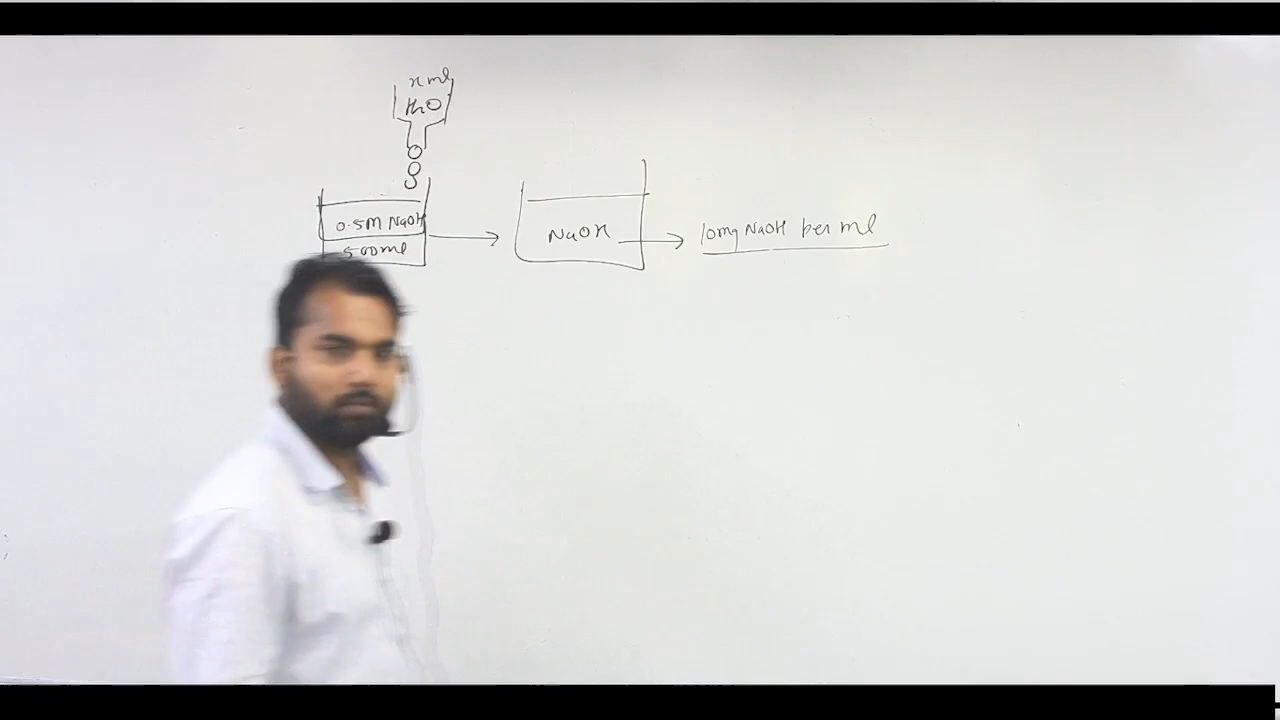 x ml
H2O
0.5M NaOH
500ml
NaOH
10mg NaOH per ml